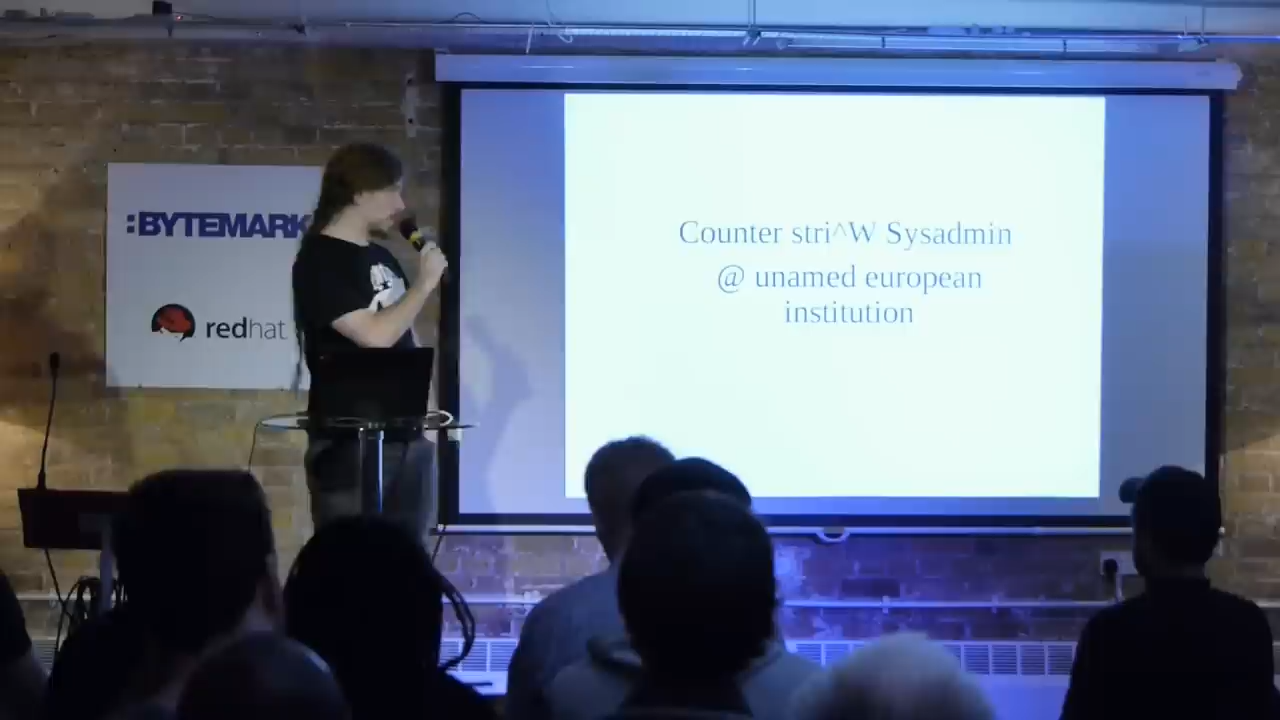 :BYTEMARK
redhat
Counter stri^W Sysadmin
@ unamed european
institution